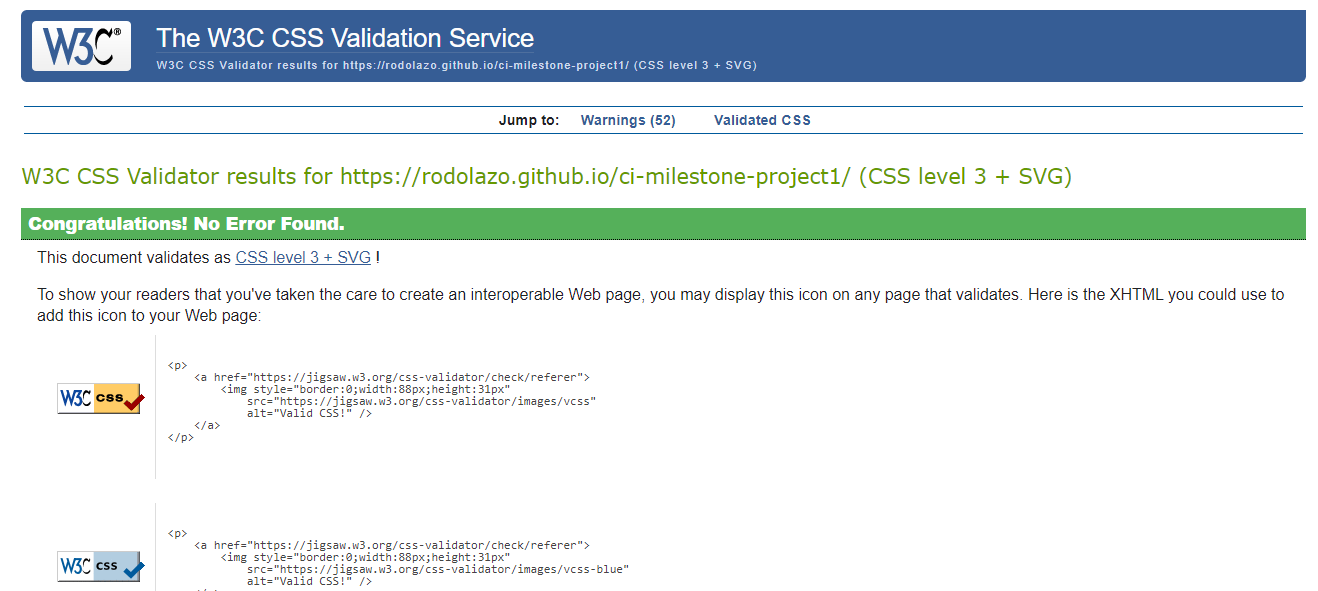 W3C®
The W3C CSS Validation Service
W3C CSS Validator results for https://rodolazo.github.io/ci-milestone-project1/ (CSS level 3 + SVG)
Jump to: Warnings (52) Validated CSS
W3C CSS Validator results for https://rodolazo.github.io/ci-milestone-project1/ (CSS level 3 + SVG)
Congratulations! No Error Found.
This document validates as CSS level 3 + SVG !
To show your readers that you've taken the care to create an interoperable Web page, you may display this icon on any page that validates. Here is the XHTML you could use to
add this icon to your Web page:
W3C css
<p>
<a href="https://jigsaw.w3.org/css-validator/check/referer">
<img style="border:0;width:88px;height:31px"
src="https://jigsaw.w3.org/css-validator/images/vcss"
alt="Valid CSS!" />
</a>
</p>
W3C css
<p>
<a href="https://jigsaw.w3.org/css-validator/check/referer">
<img style="border:0;width:88px;height:31px"
src="https://jigsaw.w3.org/css-validator/images/vcss-blue"
alt="Valid CSS!" />